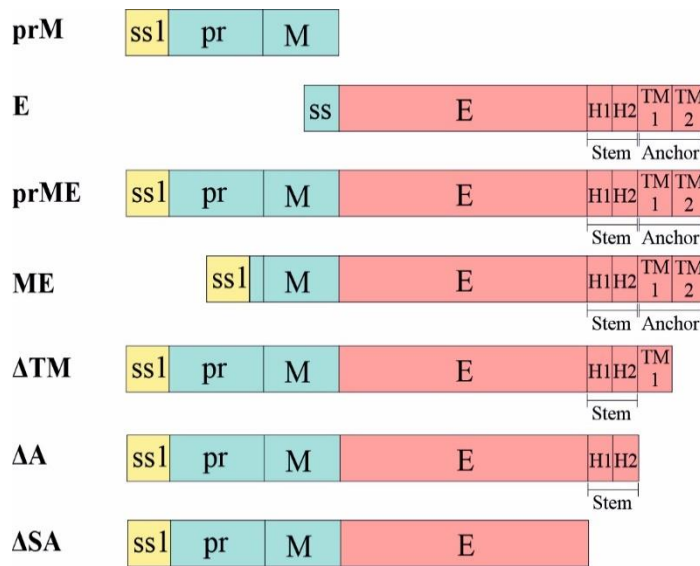 prM ss1 pr M
E ss E H1 H2 TM 1 TM 2
Stem Anchor
prME ss1 pr M E H1 H2 TM 1 TM 2
Stem Anchor
ME ss1 M E H1 H2 TM 1 TM 2
Stem Anchor
ΔTM ss1 pr M E H1 H2 TM 1
Stem
ΔA ss1 pr M E H1 H2
Stem
ΔSA ss1 pr M E